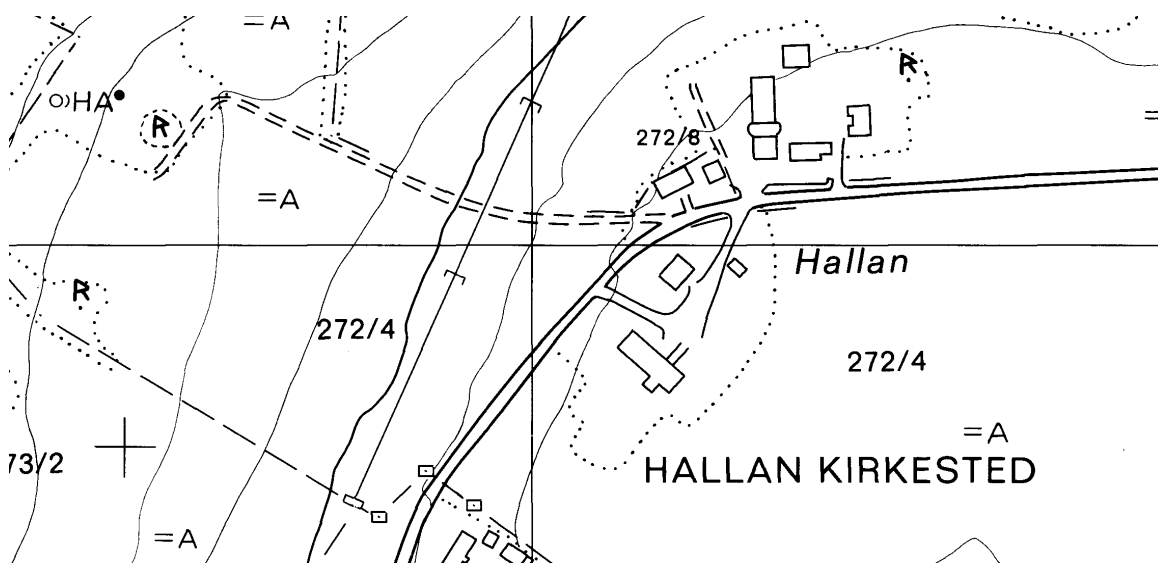 =A
HA
R
R
272/8
R
=A
Hallan
R
272/4
272/4
=A
73/2
HALLAN KIRKESTED
=A